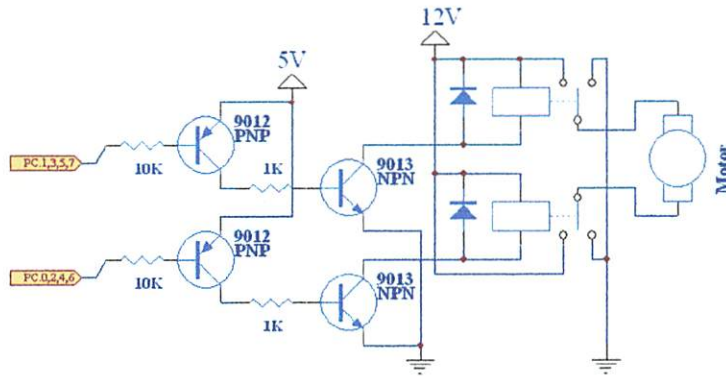 12V
5V
9012
PNP
PC.1,3,5,7
10K
1K
9013
NPN
Motor
9012
PNP
PC.0,2,4,6
10K
1K
9013
NPN